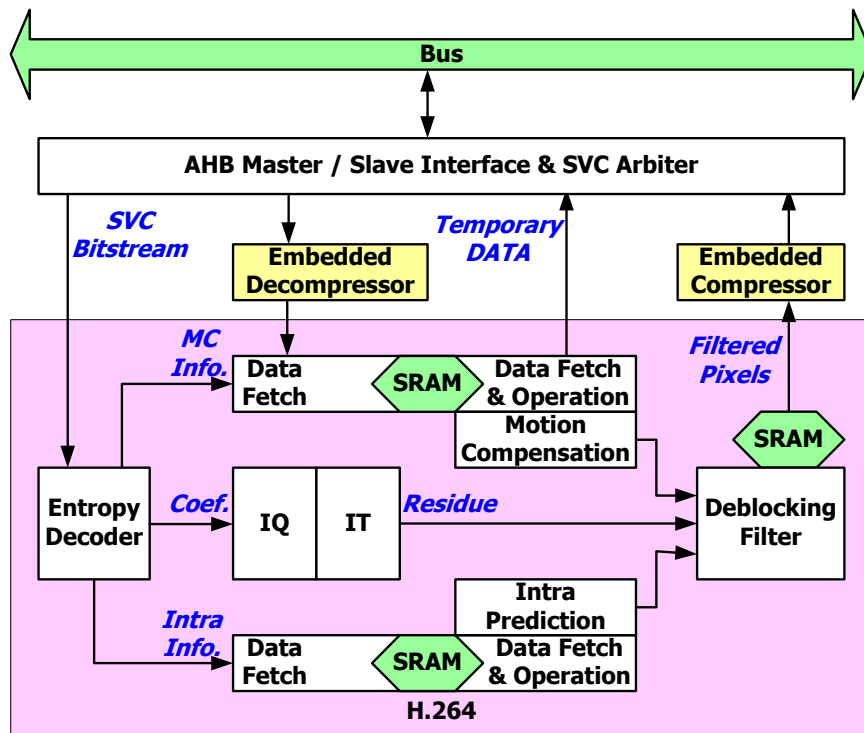 Bus
AHB Master / Slave Interface & SVC Arbiter
SVC
Bitstream
Temporary
DATA
Embedded
Decompressor
Embedded
Compressor
MC
Info.
Filtered
Pixels
Data
Fetch
SRAM
Data Fetch
& Operation
Motion
Compensation
SRAM
Entropy
Decoder
Coef.
IQ
IT
Residue
Deblocking
Filter
Intra
Prediction
Intra
Info.
Data
Fetch
SRAM
Data Fetch
& Operation
H.264